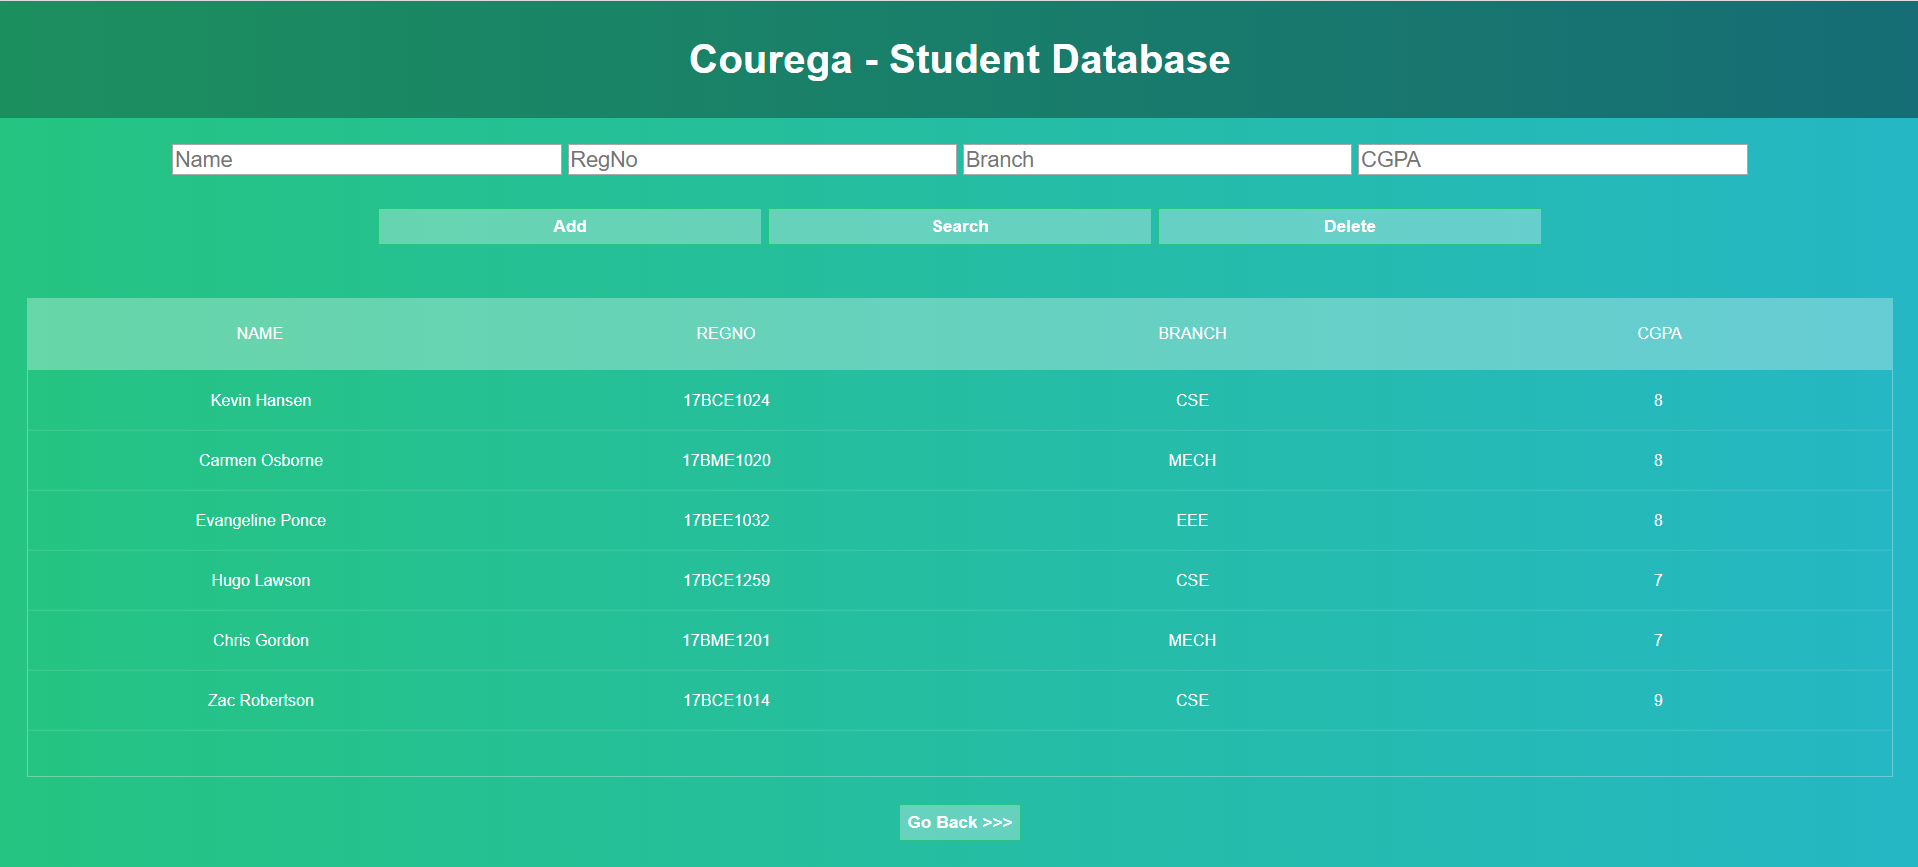 Courega - Student Database
Name RegNo Branch CGPA
Add Search Delete
NAME REGNO BRANCH CGPA
Kevin Hansen 17BCE1024 CSE 8
Carmen Osborne 17BME1020 MECH 8
Evangeline Ponce 17BEE1032 EEE 8
Hugo Lawson 17BCE1259 CSE 7
Chris Gordon 17BME1201 MECH 7
Zac Robertson 17BCE1014 CSE 9
Go Back >>>